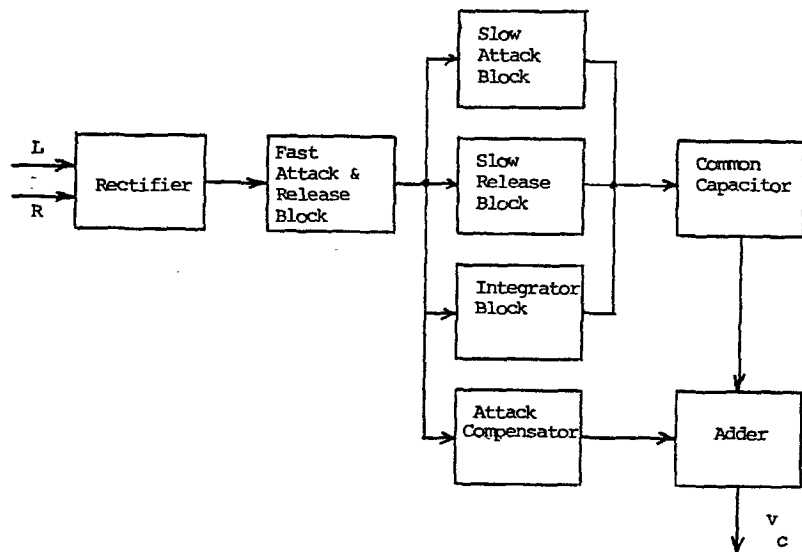 Slow
Attack
Block
L
R
Rectifier
Fast
Attack &
Release
Block
Slow
Release
Block
Common
Capacitor
Integrator
Block
Attack
Compensator
Adder
v
c